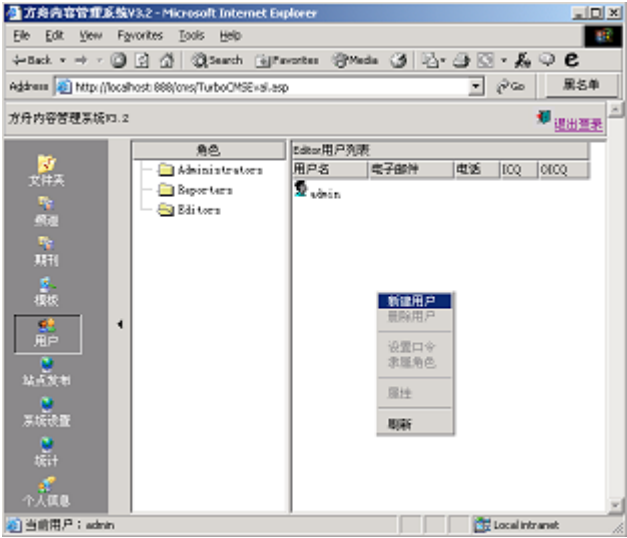 方舟内容管理系统V3.2 - Microsoft Internet Explorer
File Edit View Favorites Tools Help
Back Search Favorites Media
Address http://localhost:888/cms/TurboCMSEval.asp Go 黑名单
方舟内容管理系统V3.2
退出登录
文件夹
频道
期刊
模板
用户
站点发布
系统设置
统计
个人信息
角色
Administrators
Reporters
Editors
Editor用户列表
用户名 电子邮件 电话 ICQ OICQ
admin
新建用户
删除用户
设置口令
隶属角色
属性
刷新
当前用户：admin
Local intranet